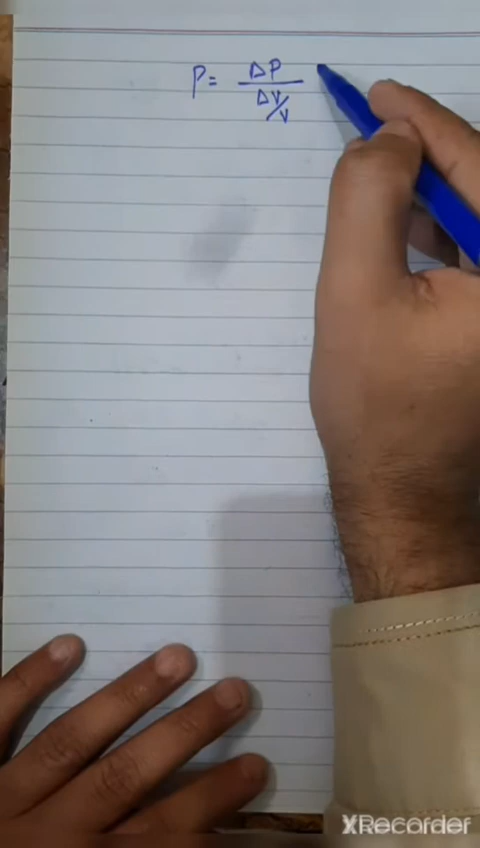 P = ΔP
ΔV/V
XRecorder